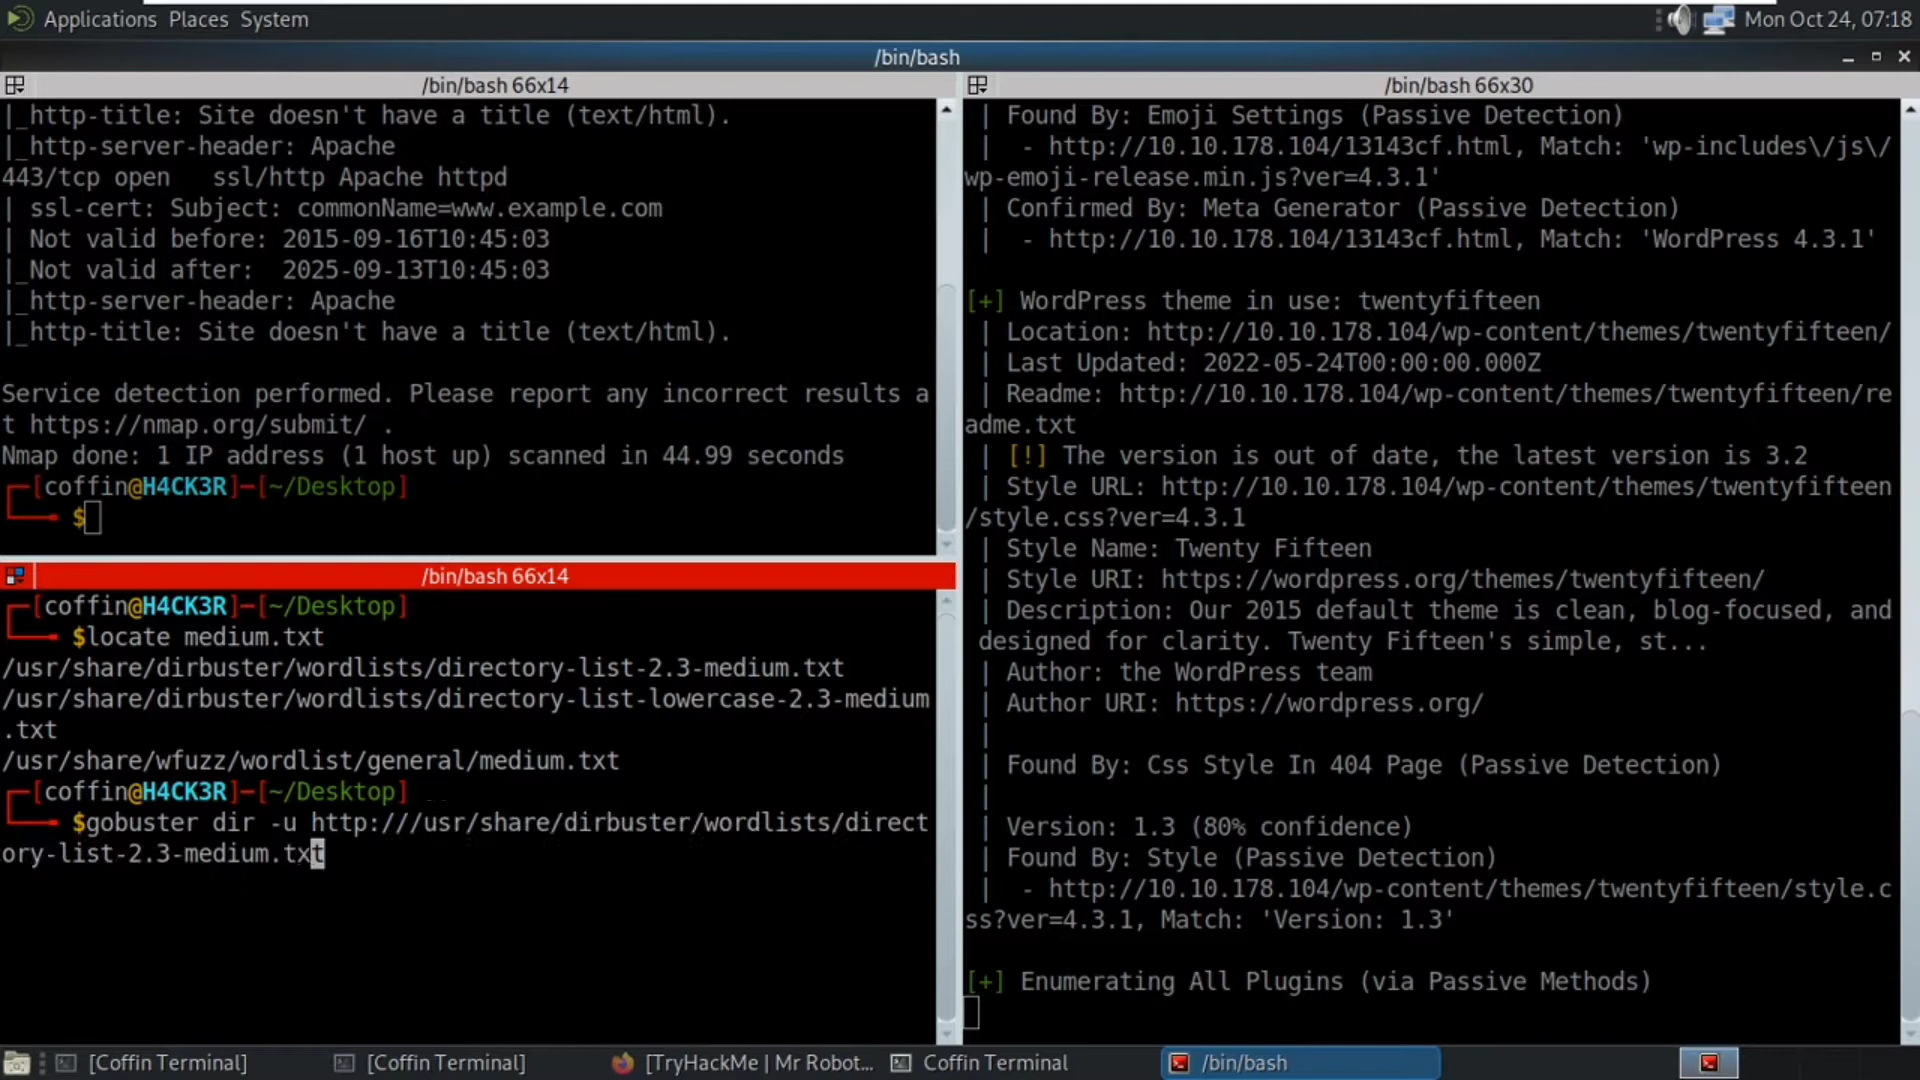 Applications Places System
Mon Oct 24, 07:18
/bin/bash
/bin/bash 66x14
|_http-title: Site doesn't have a title (text/html).
|_http-server-header: Apache
443/tcp open   ssl/http Apache httpd
| ssl-cert: Subject: commonName=www.example.com
| Not valid before: 2015-09-16T10:45:03
|_Not valid after:  2025-09-13T10:45:03
|_http-server-header: Apache
|_http-title: Site doesn't have a title (text/html).
Service detection performed. Please report any incorrect results a
t https://nmap.org/submit/ .
Nmap done: 1 IP address (1 host up) scanned in 44.99 seconds
[coffin@H4CK3R]─[~/Desktop]
$
/bin/bash 66x14
[coffin@H4CK3R]─[~/Desktop]
$locate medium.txt
/usr/share/dirbuster/wordlists/directory-list-2.3-medium.txt
/usr/share/dirbuster/wordlists/directory-list-lowercase-2.3-medium
.txt
/usr/share/wfuzz/wordlist/general/medium.txt
[coffin@H4CK3R]─[~/Desktop]
$gobuster dir -u http:///usr/share/dirbuster/wordlists/direct
ory-list-2.3-medium.txt
/bin/bash 66x30
| Found By: Emoji Settings (Passive Detection)
|  - http://10.10.178.104/13143cf.html, Match: 'wp-includes\/js\/
wp-emoji-release.min.js?ver=4.3.1'
| Confirmed By: Meta Generator (Passive Detection)
|  - http://10.10.178.104/13143cf.html, Match: 'WordPress 4.3.1'
[+] WordPress theme in use: twentyfifteen
| Location: http://10.10.178.104/wp-content/themes/twentyfifteen/
| Last Updated: 2022-05-24T00:00:00.000Z
| Readme: http://10.10.178.104/wp-content/themes/twentyfifteen/re
adme.txt
| [!] The version is out of date, the latest version is 3.2
| Style URL: http://10.10.178.104/wp-content/themes/twentyfifteen
/style.css?ver=4.3.1
| Style Name: Twenty Fifteen
| Style URI: https://wordpress.org/themes/twentyfifteen/
| Description: Our 2015 default theme is clean, blog-focused, and
designed for clarity. Twenty Fifteen's simple, st...
| Author: the WordPress team
| Author URI: https://wordpress.org/
|
| Found By: Css Style In 404 Page (Passive Detection)
|
| Version: 1.3 (80% confidence)
| Found By: Style (Passive Detection)
|  - http://10.10.178.104/wp-content/themes/twentyfifteen/style.c
ss?ver=4.3.1, Match: 'Version: 1.3'
[+] Enumerating All Plugins (via Passive Methods)
[Coffin Terminal]
[Coffin Terminal]
[TryHackMe | Mr Robot...
Coffin Terminal
/bin/bash